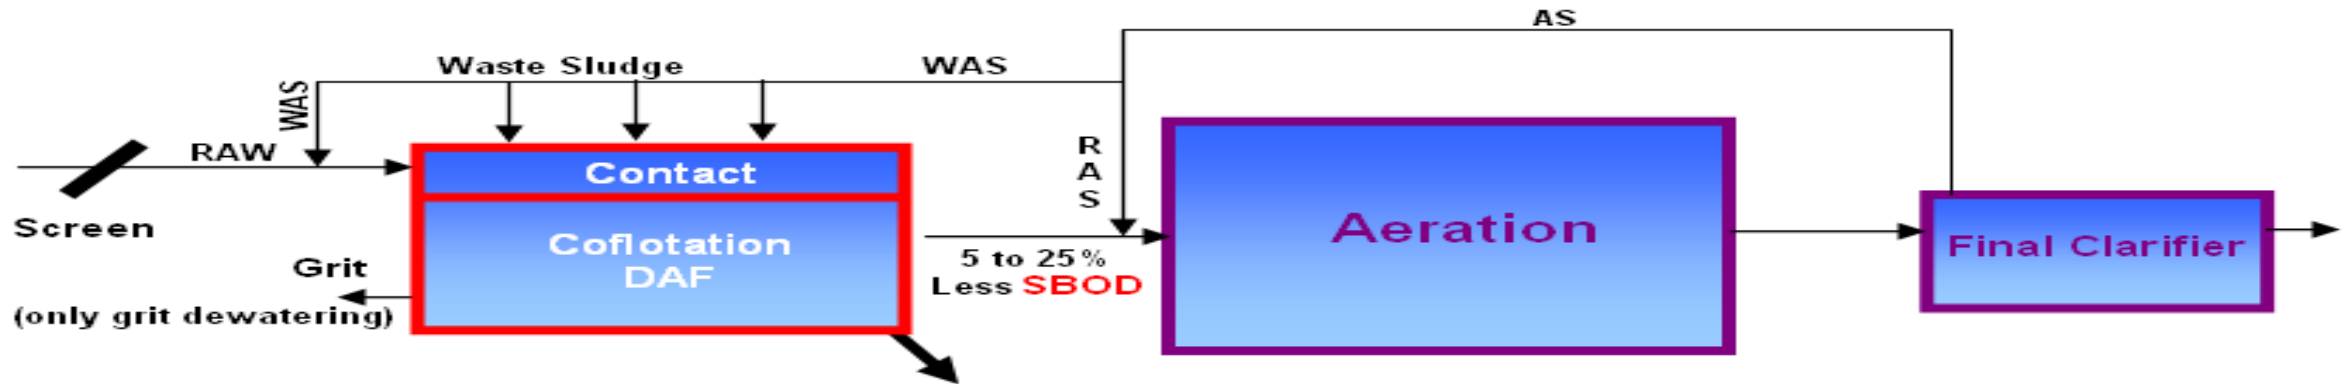 AS
Waste Sludge
WAS
WAS
RAW
Screen
Grit
(only grit dewatering)
Contact
Coflotation
DAF
R
A
S
5 to 25%
Less SBOD
Aeration
Final Clarifier